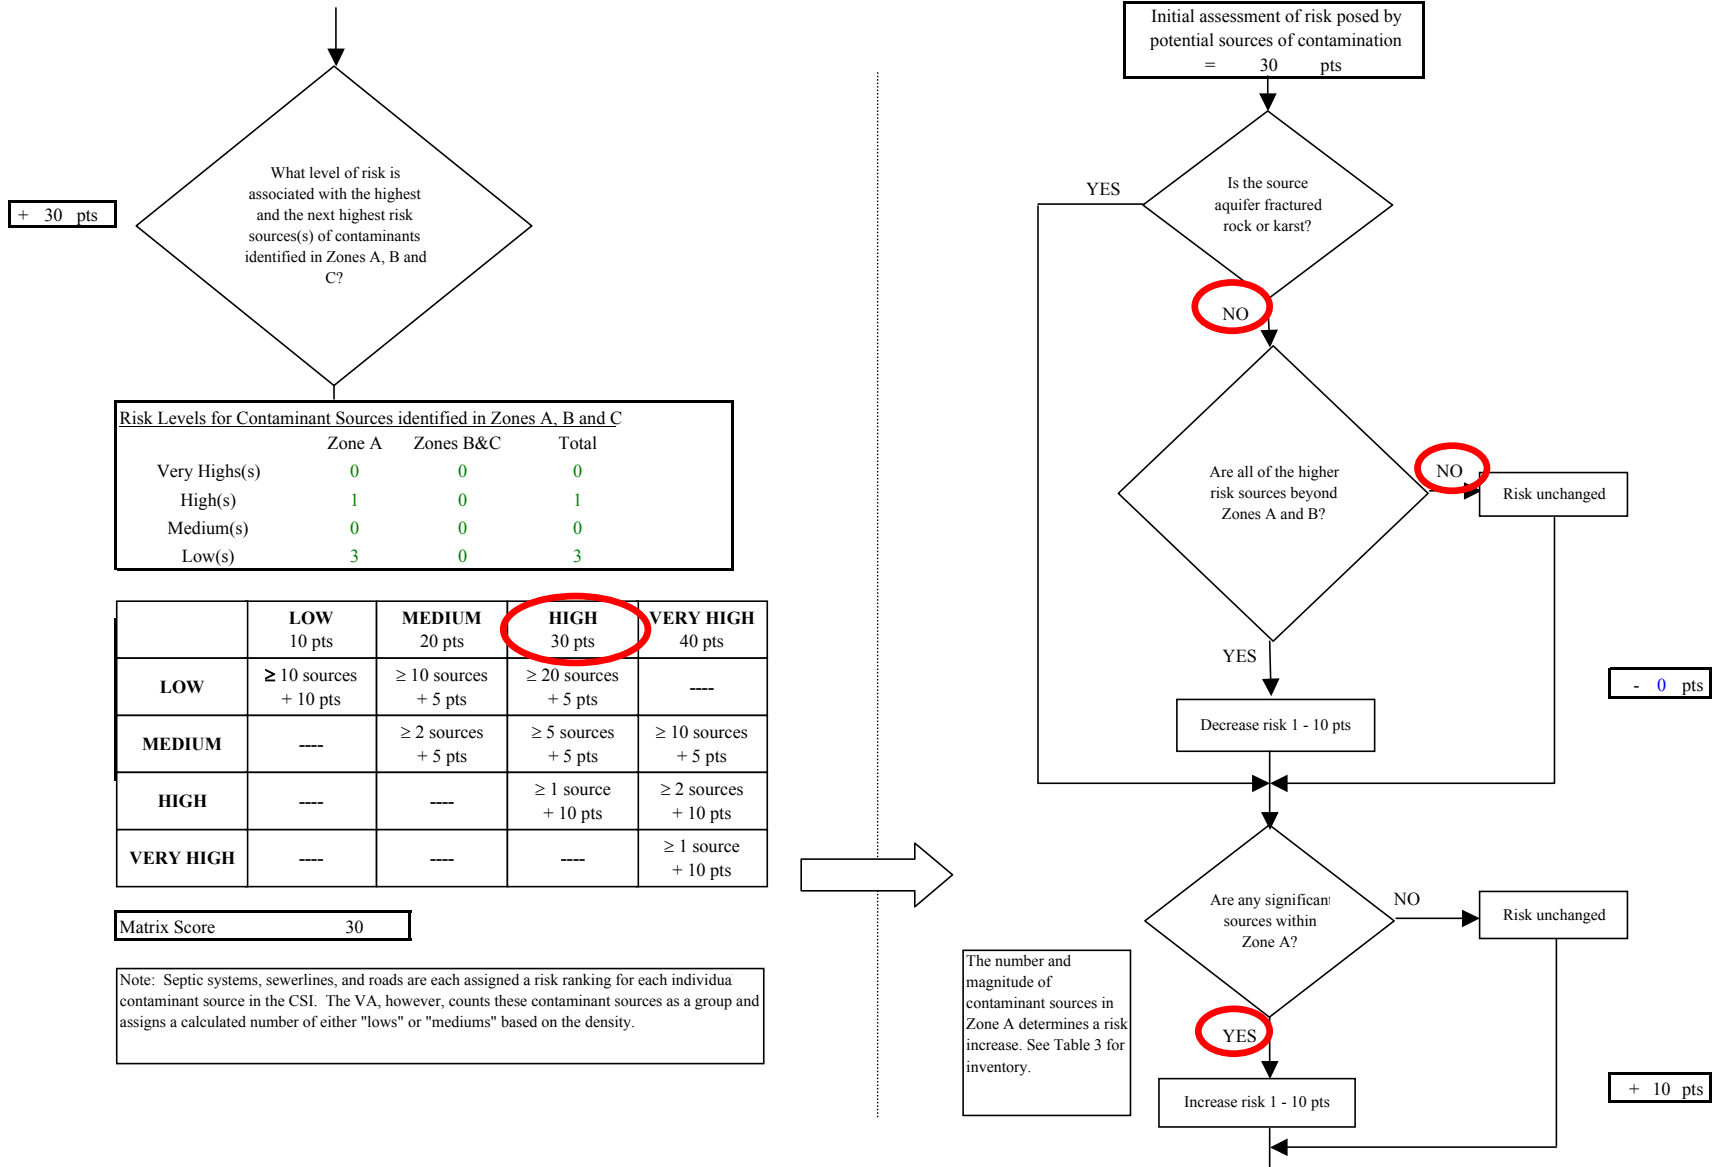 What level of risk is
associated with the highest
and the next highest risk
sources(s) of contaminants
identified in Zones A, B and
C?
+ 30 pts
Risk Levels for Contaminant Sources identified in Zones A, B and C
Zone A Zones B&C Total
Very Highs(s) 0 0 0
High(s) 1 0 1
Medium(s) 0 0 0
Low(s) 3 0 3
LOW MEDIUM HIGH VERY HIGH
10 pts 20 pts 30 pts 40 pts
LOW ≥ 10 sources ≥ 10 sources ≥ 20 sources ----
+ 10 pts + 5 pts + 5 pts
MEDIUM ---- ≥ 2 sources ≥ 5 sources ≥ 10 sources
+ 5 pts + 5 pts + 5 pts
HIGH ---- ---- ≥ 1 source ≥ 2 sources
+ 10 pts + 10 pts
VERY HIGH ---- ---- ---- ≥ 1 source
+ 10 pts
Matrix Score 30
Note: Septic systems, sewerlines, and roads are each assigned a risk ranking for each individua
contaminant source in the CSI. The VA, however, counts these contaminant sources as a group and
assigns a calculated number of either "lows" or "mediums" based on the density.
Initial assessment of risk posed by
potential sources of contamination
= 30 pts
Is the source
aquifer fractured
rock or karst?
YES
NO
Are all of the higher
risk sources beyond
Zones A and B?
NO
Risk unchanged
YES
- 0 pts
Decrease risk 1 - 10 pts
Are any significant
sources within
Zone A?
NO
Risk unchanged
The number and
magnitude of
contaminant sources in
Zone A determines a risk
increase. See Table 3 for
inventory.
YES
+ 10 pts
Increase risk 1 - 10 pts